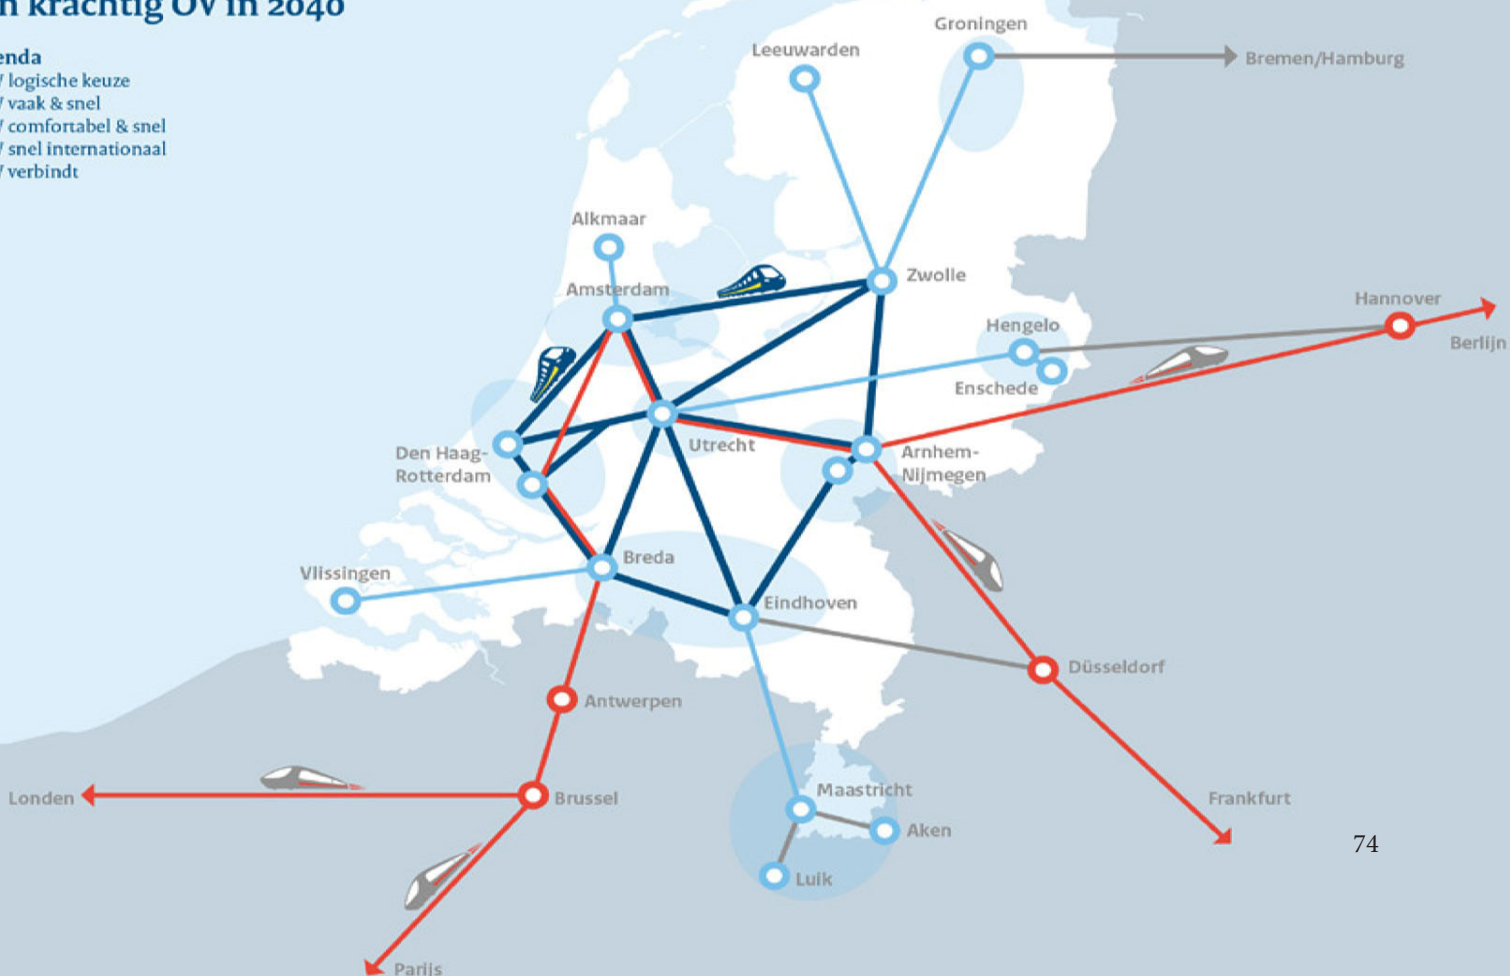 n krachtig OV in 2040
enda
logische keuze
vaak & snel
comfortabel & snel
snel internationaal
verbindt
Groningen
Leeuwarden
Bremen/Hamburg
Alkmaar
Amsterdam
Zwolle
Hannover
Hengelo
Berlijn
Enschede
Utrecht
Den Haag-
Rotterdam
Arnhem-
Nijmegen
Breda
Vlissingen
Eindhoven
Düsseldorf
Antwerpen
Maastricht
Londen
Brussel
Frankfurt
Aken
74
Luik
Parijs